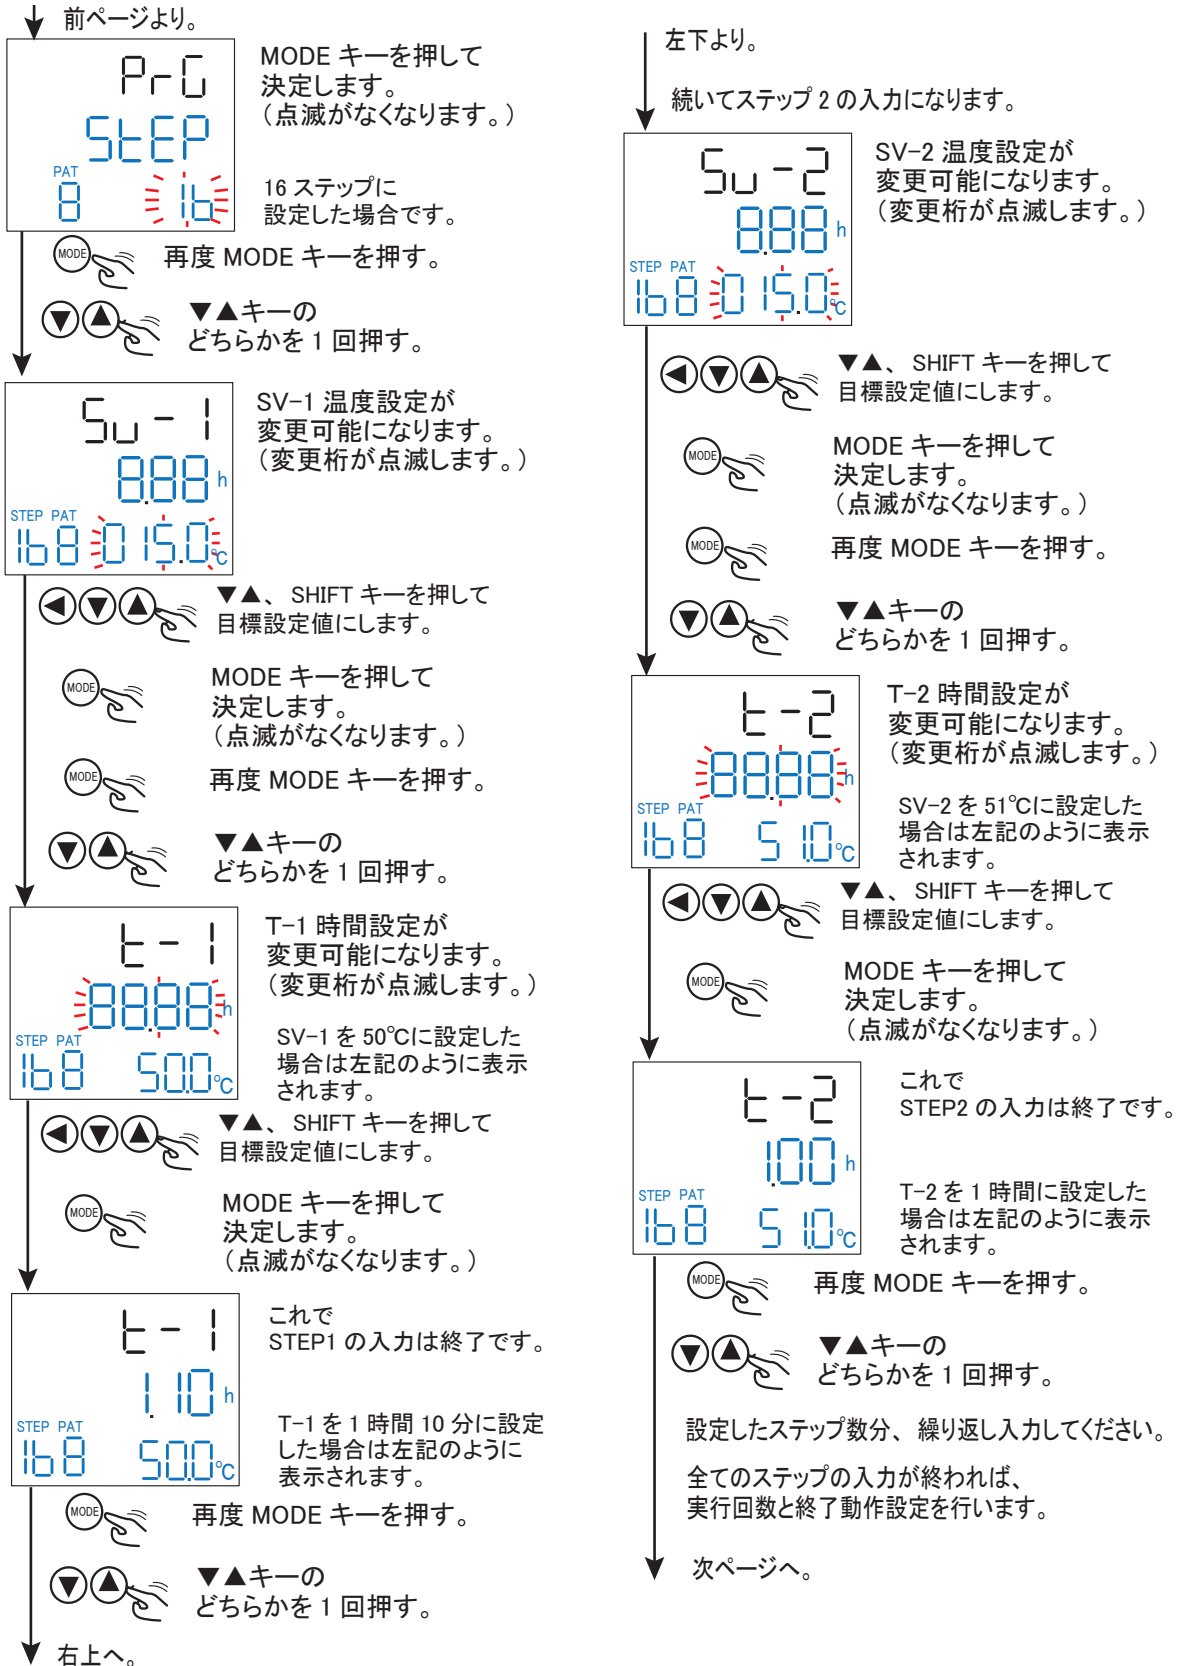 前ページより。
PrG
StEP
PAT
8 16
MODE キーを押して
決定します。
（点滅がなくなります。）
16 ステップに
設定した場合です。
MODE
再度 MODE キーを押す。
▼▲
▼▲キーの
どちらかを 1 回押す。
Sv-1
8.88 h
STEP PAT
16 8 015.0℃
SV-1 温度設定が
変更可能になります。
（変更桁が点滅します。）
◀▼▲
▼▲、 SHIFT キーを押して
目標設定値にします。
MODE
MODE キーを押して
決定します。
（点滅がなくなります。）
MODE
再度 MODE キーを押す。
▼▲
▼▲キーの
どちらかを 1 回押す。
t-1
88.88 h
STEP PAT
16 8 50.0℃
T-1 時間設定が
変更可能になります。
（変更桁が点滅します。）
SV-1 を 50℃に設定した
場合は左記のように表示
されます。
◀▼▲
▼▲、 SHIFT キーを押して
目標設定値にします。
MODE
MODE キーを押して
決定します。
（点滅がなくなります。）
t-1
1.10 h
STEP PAT
16 8 50.0℃
これで
STEP1 の入力は終了です。
T-1 を 1 時間 10 分に設定
した場合は左記のように
表示されます。
MODE
再度 MODE キーを押す。
▼▲
▼▲キーの
どちらかを 1 回押す。
右上へ。
左下より。
続いてステップ 2 の入力になります。
Sv-2
8.88 h
STEP PAT
16 8 015.0℃
SV-2 温度設定が
変更可能になります。
（変更桁が点滅します。）
◀▼▲
▼▲、 SHIFT キーを押して
目標設定値にします。
MODE
MODE キーを押して
決定します。
（点滅がなくなります。）
MODE
再度 MODE キーを押す。
▼▲
▼▲キーの
どちらかを 1 回押す。
t-2
88.88 h
STEP PAT
16 8 51.0℃
T-2 時間設定が
変更可能になります。
（変更桁が点滅します。）
SV-2 を 51℃に設定した
場合は左記のように表示
されます。
◀▼▲
▼▲、 SHIFT キーを押して
目標設定値にします。
MODE
MODE キーを押して
決定します。
（点滅がなくなります。）
t-2
1.00 h
STEP PAT
16 8 51.0℃
これで
STEP2 の入力は終了です。
T-2 を 1 時間に設定した
場合は左記のように表示
されます。
MODE
再度 MODE キーを押す。
▼▲
▼▲キーの
どちらかを 1 回押す。
設定したステップ数分、 繰り返し入力してください。
全てのステップの入力が終われば、
実行回数と終了動作設定を行います。
次ページへ。